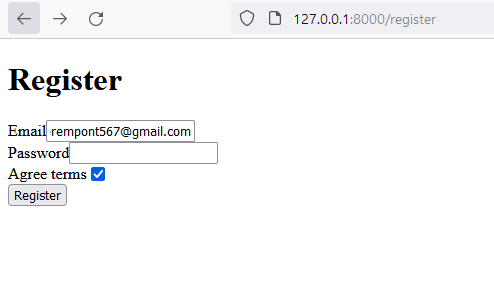 127.0.0.1:8000/register
Register
Email rempont567@gmail.com
Password
Agree terms
Register